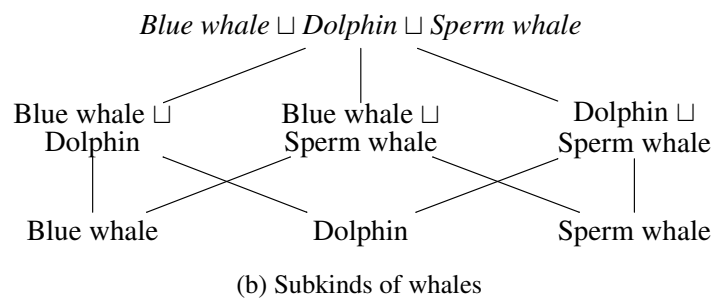 Blue whale ⊔ Dolphin ⊔ Sperm whale
Blue whale ⊔
Dolphin
Blue whale ⊔
Sperm whale
Dolphin ⊔
Sperm whale
Blue whale
Dolphin
Sperm whale
(b) Subkinds of whales